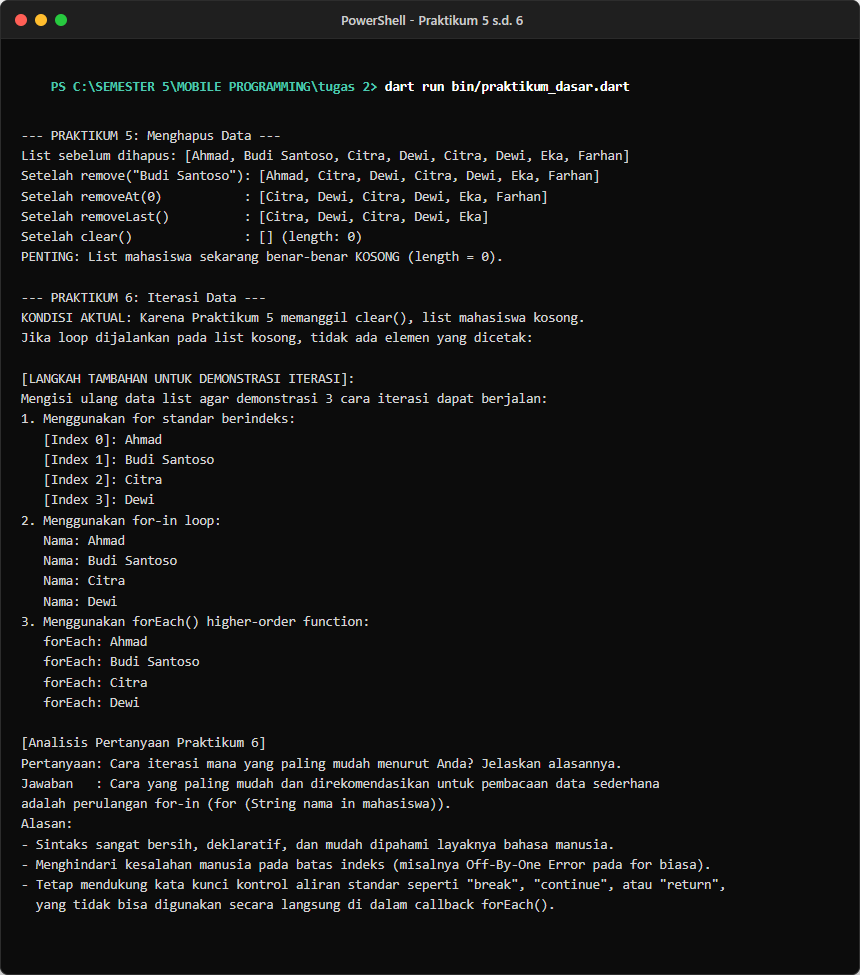 PowerShell - Praktikum 5 s.d. 6
PS C:\SEMESTER 5\MOBILE PROGRAMMING\tugas 2> dart run bin/praktikum_dasar.dart
--- PRAKTIKUM 5: Menghapus Data ---
List sebelum dihapus: [Ahmad, Budi Santoso, Citra, Dewi, Citra, Dewi, Eka, Farhan]
Setelah remove("Budi Santoso"): [Ahmad, Citra, Dewi, Citra, Dewi, Eka, Farhan]
Setelah removeAt(0)           : [Citra, Dewi, Citra, Dewi, Eka, Farhan]
Setelah removeLast()          : [Citra, Dewi, Citra, Dewi, Eka]
Setelah clear()               : [] (length: 0)
PENTING: List mahasiswa sekarang benar-benar KOSONG (length = 0).
--- PRAKTIKUM 6: Iterasi Data ---
KONDISI AKTUAL: Karena Praktikum 5 memanggil clear(), list mahasiswa kosong.
Jika loop dijalankan pada list kosong, tidak ada elemen yang dicetak:
[LANGKAH TAMBAHAN UNTUK DEMONSTRASI ITERASI]:
Mengisi ulang data list agar demonstrasi 3 cara iterasi dapat berjalan:
1. Menggunakan for standar berindeks:
   [Index 0]: Ahmad
   [Index 1]: Budi Santoso
   [Index 2]: Citra
   [Index 3]: Dewi
2. Menggunakan for-in loop:
   Nama: Ahmad
   Nama: Budi Santoso
   Nama: Citra
   Nama: Dewi
3. Menggunakan forEach() higher-order function:
   forEach: Ahmad
   forEach: Budi Santoso
   forEach: Citra
   forEach: Dewi
[Analisis Pertanyaan Praktikum 6]
Pertanyaan: Cara iterasi mana yang paling mudah menurut Anda? Jelaskan alasannya.
Jawaban   : Cara yang paling mudah dan direkomendasikan untuk pembacaan data sederhana
adalah perulangan for-in (for (String nama in mahasiswa)).
Alasan:
- Sintaks sangat bersih, deklaratif, dan mudah dipahami layaknya bahasa manusia.
- Menghindari kesalahan manusia pada batas indeks (misalnya Off-By-One Error pada for biasa).
- Tetap mendukung kata kunci kontrol aliran standar seperti "break", "continue", atau "return",
  yang tidak bisa digunakan secara langsung di dalam callback forEach().